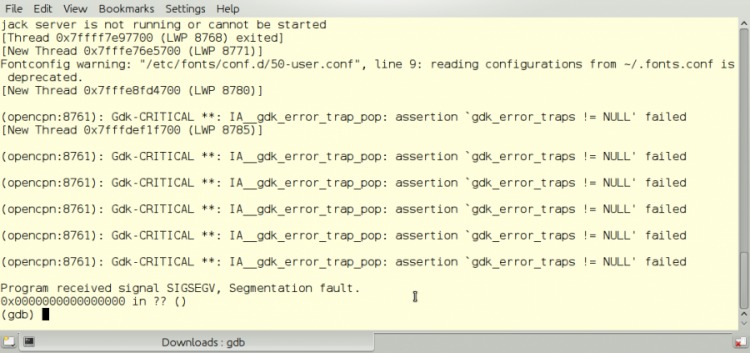 File Edit View Bookmarks Settings Help
jack server is not running or cannot be started
[Thread 0x7ffff7e97700 (LWP 8768) exited]
[New Thread 0x7fffe76e5700 (LWP 8771)]
Fontconfig warning: "/etc/fonts/conf.d/50-user.conf", line 9: reading configurations from ~/.fonts.conf is
deprecated.
[New Thread 0x7fffe8fd4700 (LWP 8780)]
(opencpn:8761): Gdk-CRITICAL **: IA__gdk_error_trap_pop: assertion `gdk_error_traps != NULL' failed
[New Thread 0x7fffdef1f700 (LWP 8785)]
(opencpn:8761): Gdk-CRITICAL **: IA__gdk_error_trap_pop: assertion `gdk_error_traps != NULL' failed
(opencpn:8761): Gdk-CRITICAL **: IA__gdk_error_trap_pop: assertion `gdk_error_traps != NULL' failed
(opencpn:8761): Gdk-CRITICAL **: IA__gdk_error_trap_pop: assertion `gdk_error_traps != NULL' failed
(opencpn:8761): Gdk-CRITICAL **: IA__gdk_error_trap_pop: assertion `gdk_error_traps != NULL' failed
(opencpn:8761): Gdk-CRITICAL **: IA__gdk_error_trap_pop: assertion `gdk_error_traps != NULL' failed
Program received signal SIGSEGV, Segmentation fault.
0x0000000000000000 in ?? ()
(gdb)
Downloads : gdb